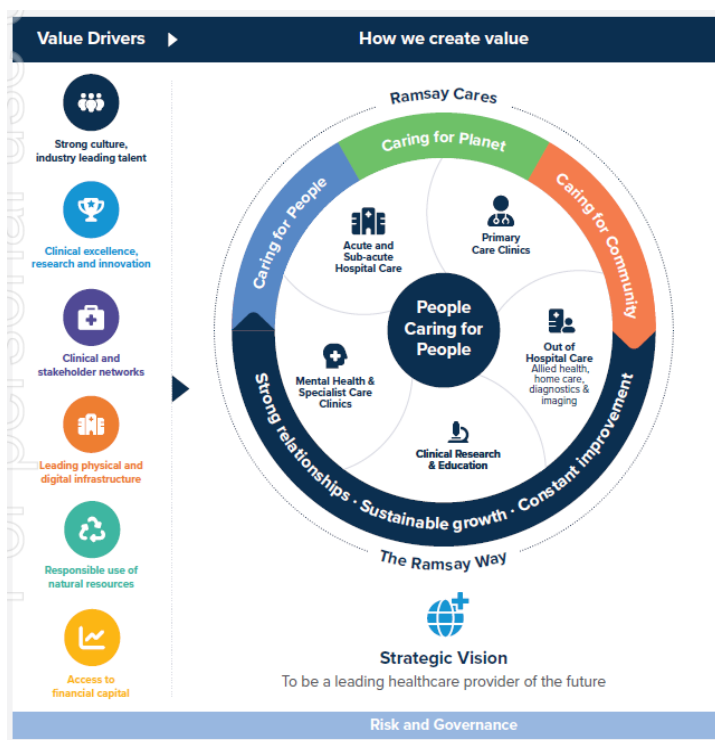 Value Drivers
How we create value
Strong culture,
industry leading talent
Clinical excellence,
research and innovation
Clinical and
stakeholder networks
Leading physical and
digital infrastructure
Responsible use of
natural resources
Access to
financial capital
Ramsay Cares
Caring for People
Caring for Planet
Caring for Community
Acute and
Sub-acute
Hospital Care
Primary
Care Clinics
People
Caring for
People
Out of
Hospital Care
Allied health,
home care,
diagnostics &
imaging
Mental Health &
Specialist Care
Clinics
Clinical Research
& Education
Strong relationships · Sustainable growth · Constant improvement
The Ramsay Way
Strategic Vision
To be a leading healthcare provider of the future
Risk and Governance
For personal use